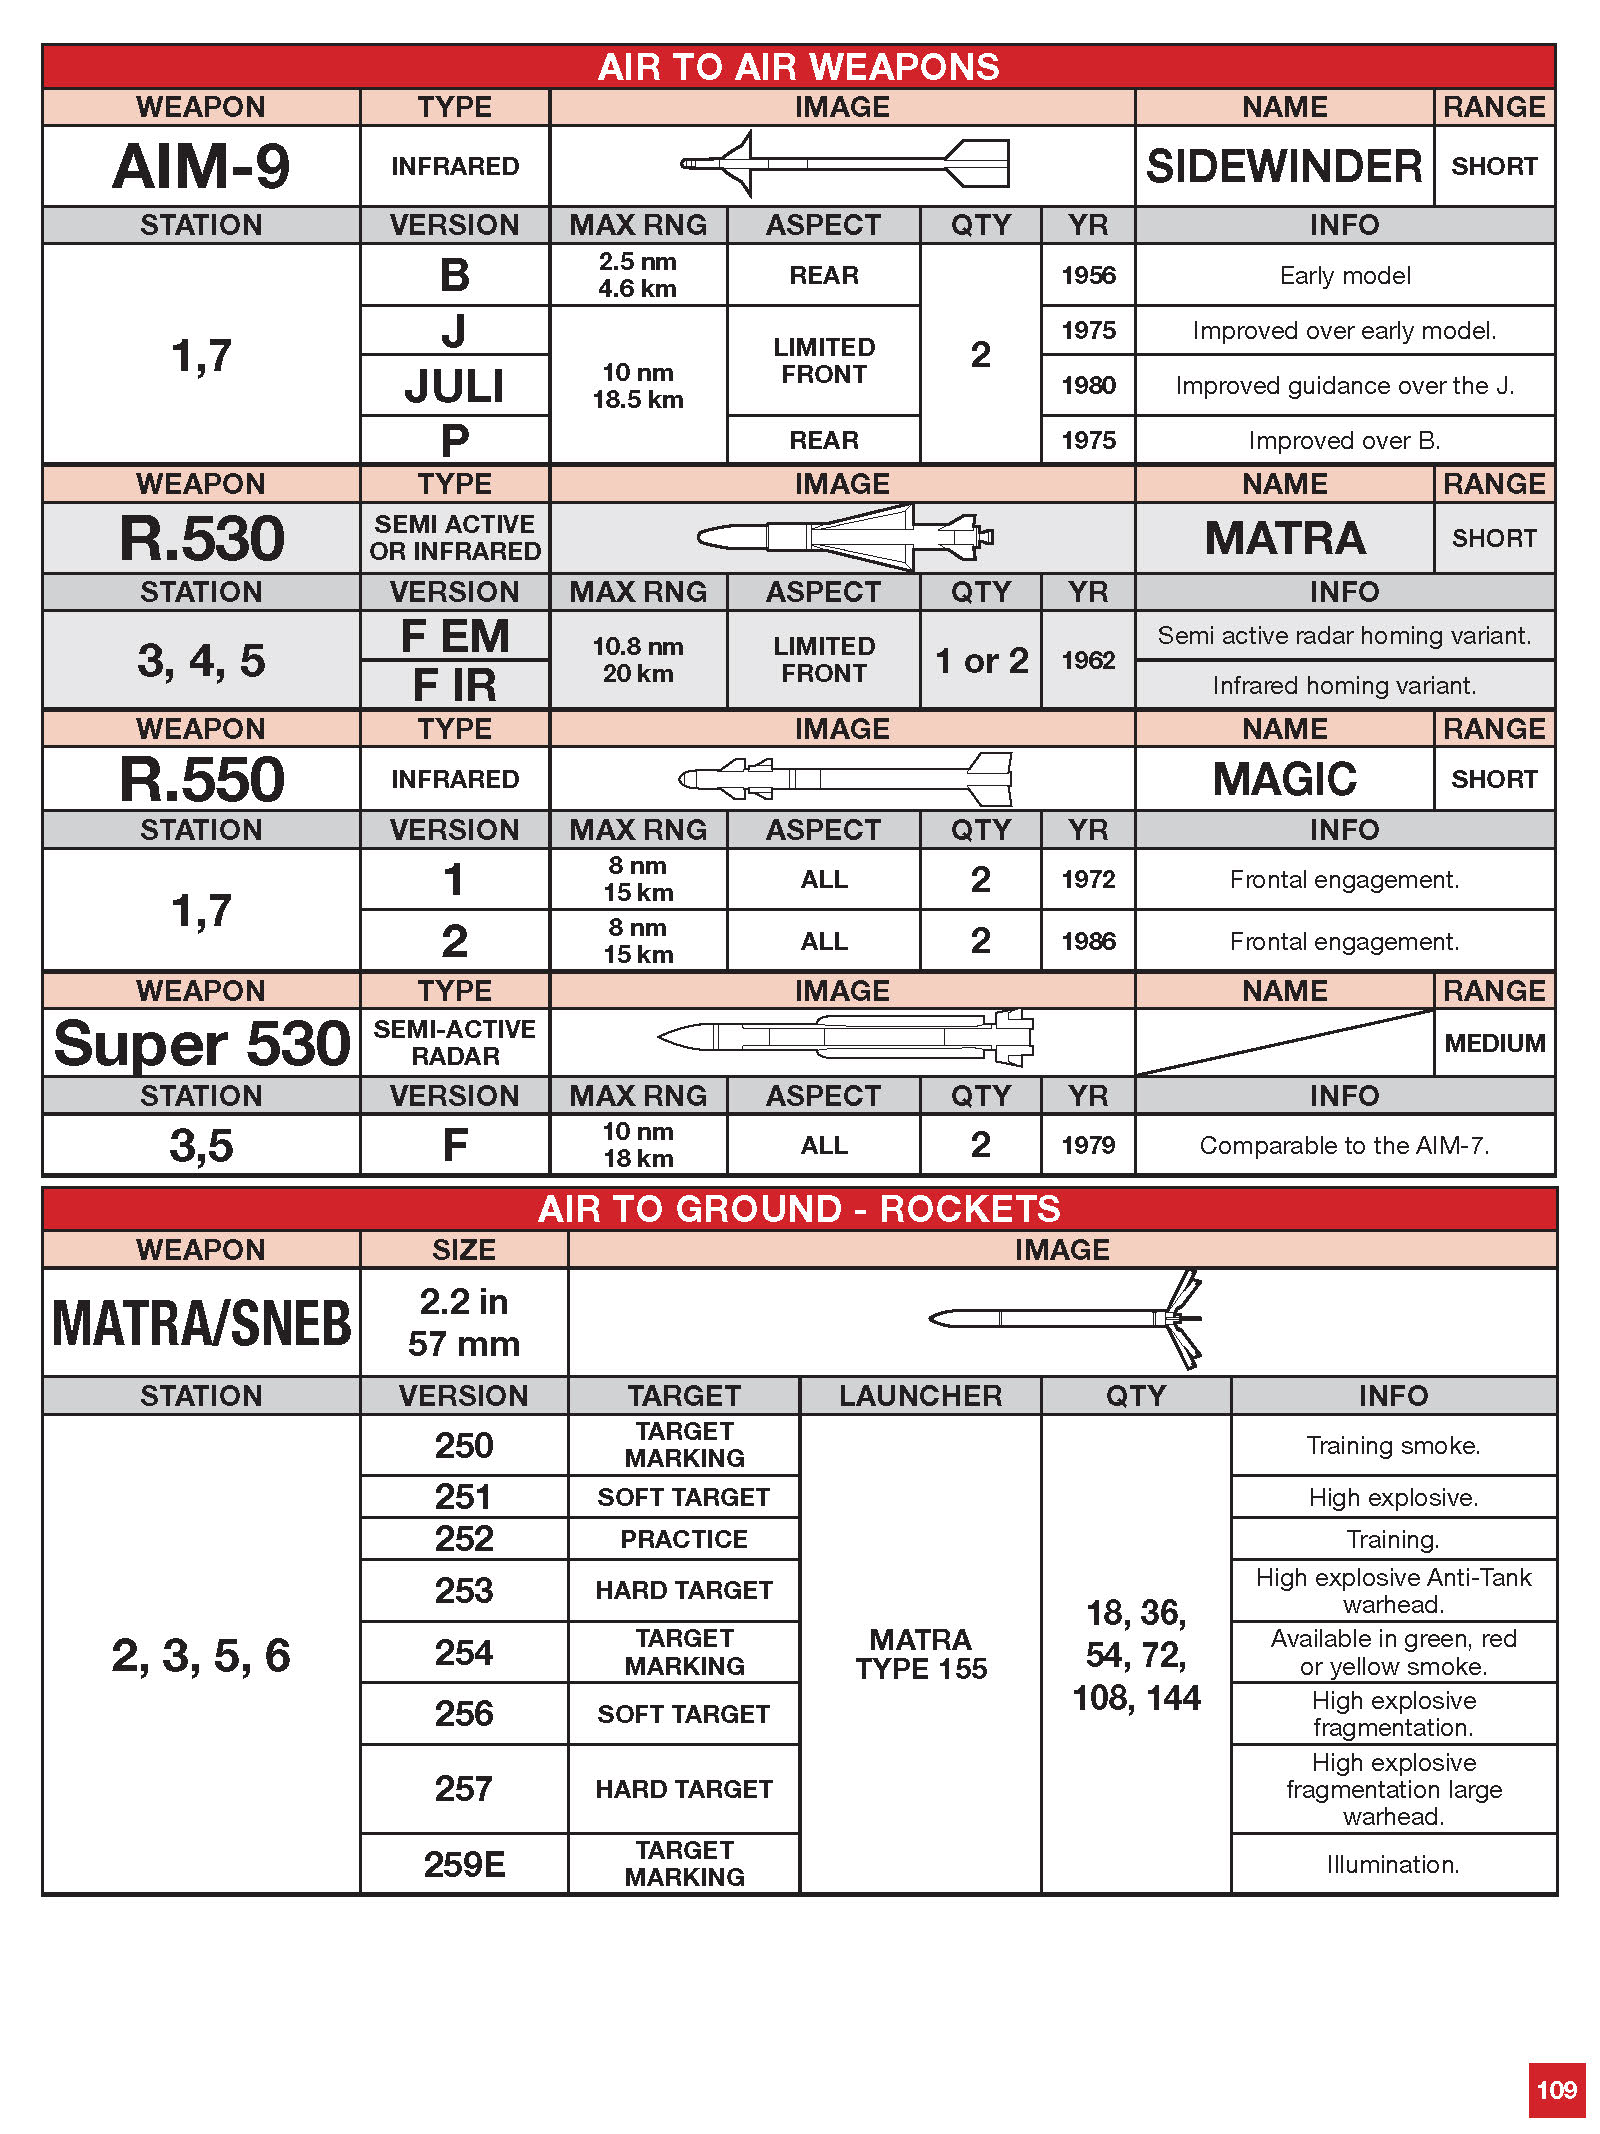 AIR TO AIR WEAPONS
WEAPON TYPE IMAGE NAME RANGE
AIM-9 INFRARED SIDEWINDER SHORT
STATION VERSION MAX RNG ASPECT QTY YR INFO
1,7
B 2.5 nm 4.6 km REAR 2 1956 Early model
J 10 nm 18.5 km LIMITED FRONT 1975 Improved over early model.
JULI 1980 Improved guidance over the J.
P REAR 1975 Improved over B.
WEAPON TYPE IMAGE NAME RANGE
R.530 SEMI ACTIVE OR INFRARED MATRA SHORT
STATION VERSION MAX RNG ASPECT QTY YR INFO
3, 4, 5 F EM 10.8 nm 20 km LIMITED FRONT 1 or 2 1962 Semi active radar homing variant.
F IR Infrared homing variant.
WEAPON TYPE IMAGE NAME RANGE
R.550 INFRARED MAGIC SHORT
STATION VERSION MAX RNG ASPECT QTY YR INFO
1,7
1 8 nm 15 km ALL 2 1972 Frontal engagement.
2 8 nm 15 km ALL 2 1986 Frontal engagement.
WEAPON TYPE IMAGE NAME RANGE
Super 530 SEMI-ACTIVE RADAR MEDIUM
STATION VERSION MAX RNG ASPECT QTY YR INFO
3,5 F 10 nm 18 km ALL 2 1979 Comparable to the AIM-7.
AIR TO GROUND - ROCKETS
WEAPON SIZE IMAGE
MATRA/SNEB 2.2 in 57 mm
STATION VERSION TARGET LAUNCHER QTY INFO
2, 3, 5, 6
250 TARGET MARKING MATRA TYPE 155 18, 36, 54, 72, 108, 144 Training smoke.
251 SOFT TARGET High explosive.
252 PRACTICE Training.
253 HARD TARGET High explosive Anti-Tank warhead.
254 TARGET MARKING Available in green, red or yellow smoke.
256 SOFT TARGET High explosive fragmentation.
257 HARD TARGET High explosive fragmentation large warhead.
259E TARGET MARKING Illumination.
109